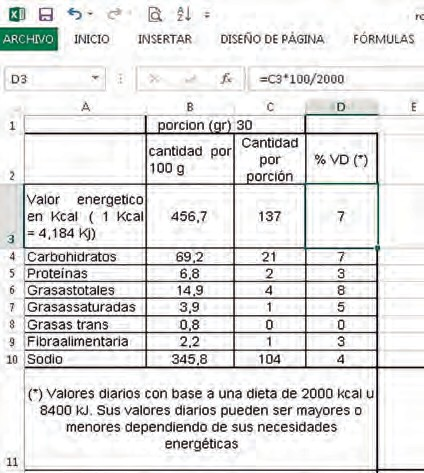 ARCHIVO INICIO INSERTAR DISEÑO DE PÁGINA FÓRMULAS
D3 fx =C3*100/2000
A B C D E
1 porcion (gr) 30
2 cantidad por 100 g Cantidad por porción % VD (*)
3 Valor energetico en Kcal ( 1 Kcal = 4,184 Kj) 456,7 137 7
4 Carbohidratos 69,2 21 7
5 Proteínas 6,8 2 3
6 Grasastotales 14,9 4 8
7 Grasassaturadas 3,9 1 5
8 Grasas trans 0,8 0 0
9 Fibraalimentaria 2,2 1 3
10 Sodio 345,8 104 4
(*) Valores diarios con base a una dieta de 2000 kcal u
8400 kJ. Sus valores diarios pueden ser mayores o
menores dependiendo de sus necesidades
energéticas
11